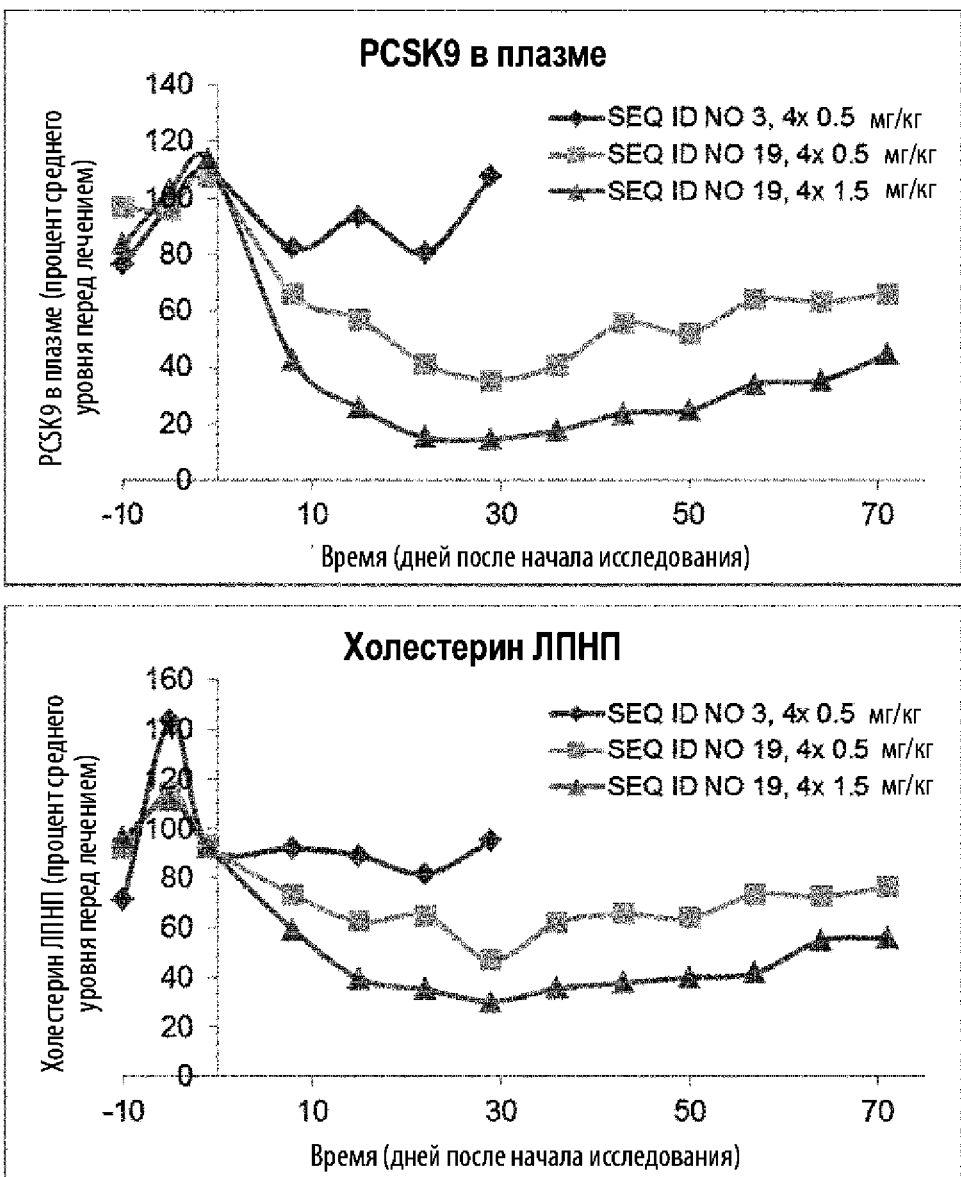 PCSK9 в плазме
PCSK9 в плазме (процент среднего
уровня перед лечением)
140
120
100
80
60
40
20
0
SEQ ID NO 3, 4x 0.5 мг/кг
SEQ ID NO 19, 4x 0.5 мг/кг
SEQ ID NO 19, 4x 1.5 мг/кг
-10 10 30 50 70
Время (дней после начала исследования)
Холестерин ЛПНП
Холестерин ЛПНП (процент среднего
уровня перед лечением)
160
140
120
100
80
60
40
20
0
SEQ ID NO 3, 4x 0.5 мг/кг
SEQ ID NO 19, 4x 0.5 мг/кг
SEQ ID NO 19, 4x 1.5 мг/кг
-10 10 30 50 70
Время (дней после начала исследования)